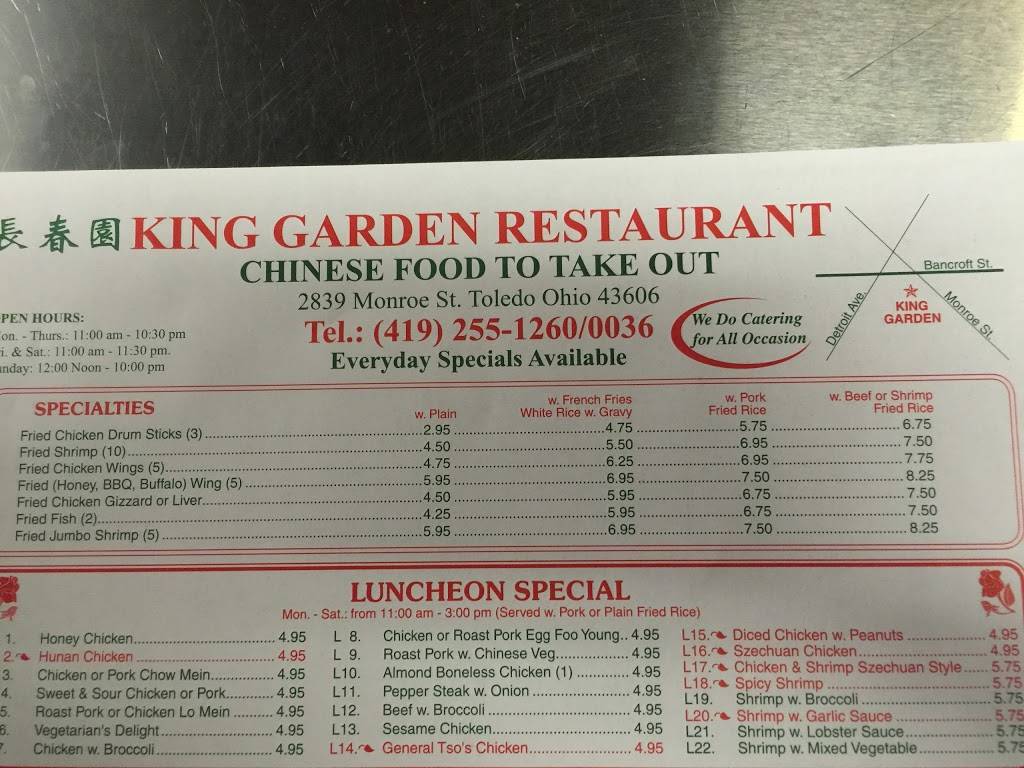 長春園 KING GARDEN RESTAURANT
CHINESE FOOD TO TAKE OUT
2839 Monroe St. Toledo Ohio 43606
Tel.: (419) 255-1260/0036
Everyday Specials Available
PEN HOURS:
on. - Thurs.: 11:00 am - 10:30 pm
i. & Sat.: 11:00 am - 11:30 pm.
nday: 12:00 Noon - 10:00 pm
We Do Catering
for All Occasion
Bancroft St.
Detroit Ave.
KING
GARDEN
Monroe St.
SPECIALTIES
w. Plain
w. French Fries
White Rice w. Gravy
w. Pork
Fried Rice
w. Beef or Shrimp
Fried Rice
Fried Chicken Drum Sticks (3) 2.95 4.75 5.75 6.75
Fried Shrimp (10) 4.50 5.50 6.95 7.50
Fried Chicken Wings (5) 4.75 6.25 6.95 7.75
Fried (Honey, BBQ, Buffalo) Wing (5) 5.95 6.95 7.50 8.25
Fried Chicken Gizzard or Liver 4.50 5.95 6.75 7.50
Fried Fish (2) 4.25 5.95 6.75 7.50
Fried Jumbo Shrimp (5) 5.95 6.95 7.50 8.25
LUNCHEON SPECIAL
Mon. - Sat.: from 11:00 am - 3:00 pm (Served w. Pork or Plain Fried Rice)
1. Honey Chicken 4.95
2. Hunan Chicken 4.95
3. Chicken or Pork Chow Mein 4.95
4. Sweet & Sour Chicken or Pork 4.95
5. Roast Pork or Chicken Lo Mein 4.95
6. Vegetarian's Delight 4.95
7. Chicken w. Broccoli 4.95
L 8. Chicken or Roast Pork Egg Foo Young 4.95
L 9. Roast Pork w. Chinese Veg 4.95
L10. Almond Boneless Chicken (1) 4.95
L11. Pepper Steak w. Onion 4.95
L12. Beef w. Broccoli 4.95
L13. Sesame Chicken 4.95
L14. General Tso's Chicken 4.95
L15. Diced Chicken w. Peanuts 4.95
L16. Szechuan Chicken 4.95
L17. Chicken & Shrimp Szechuan Style 5.75
L18. Spicy Shrimp 5.75
L19. Shrimp w. Broccoli 5.75
L20. Shrimp w. Garlic Sauce 5.75
L21. Shrimp w. Lobster Sauce 5.75
L22. Shrimp w. Mixed Vegetable 5.75